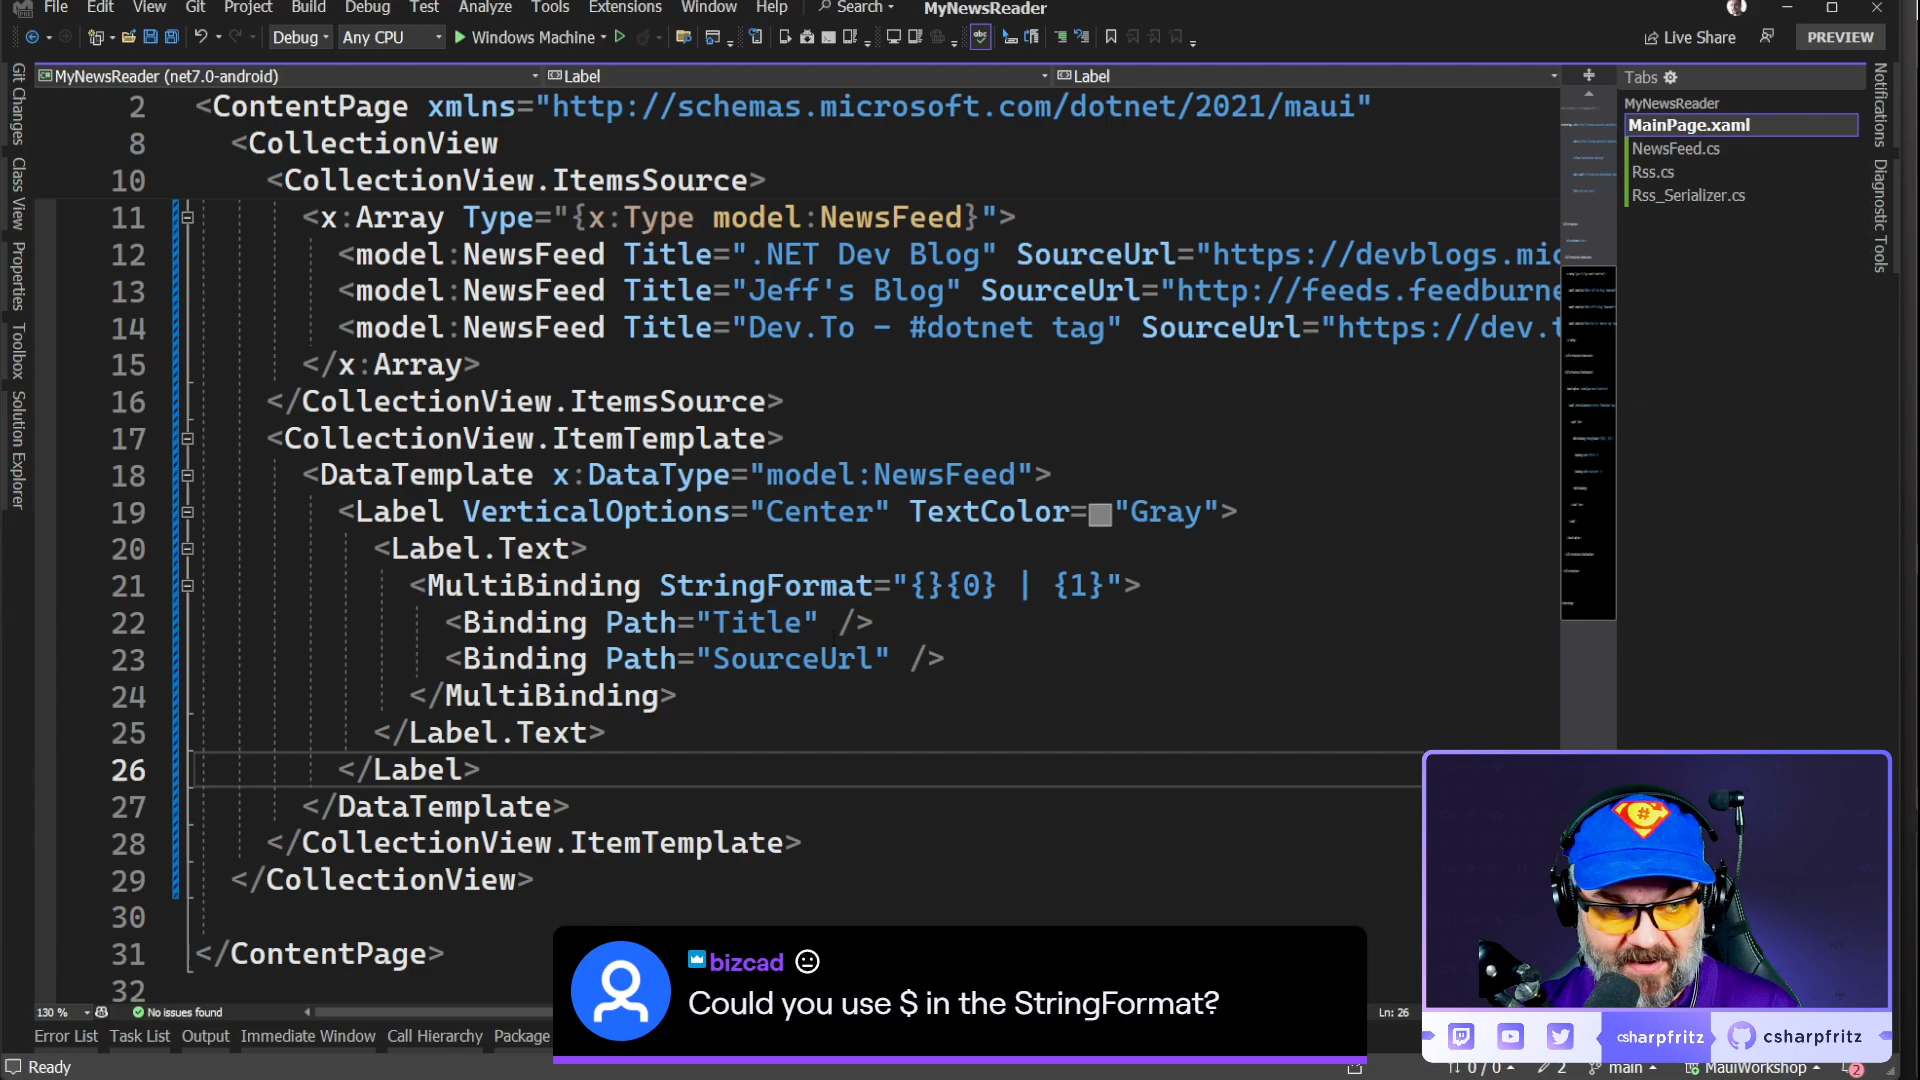 File Edit View Git Project Build Debug Test Analyze Tools Extensions Window Help Search MyNewsReader
Debug Any CPU Windows Machine Live Share PREVIEW
MyNewsReader (net7.0-android) Label Label Tabs
2 <ContentPage xmlns="http://schemas.microsoft.com/dotnet/2021/maui"
8 <CollectionView
10 <CollectionView.ItemsSource>
11 <x:Array Type="{x:Type model:NewsFeed}">
12 <model:NewsFeed Title=".NET Dev Blog" SourceUrl="https://devblogs.mic
13 <model:NewsFeed Title="Jeff's Blog" SourceUrl="http://feeds.feedburne
14 <model:NewsFeed Title="Dev.To - #dotnet tag" SourceUrl="https://dev.t
15 </x:Array>
16 </CollectionView.ItemsSource>
17 <CollectionView.ItemTemplate>
18 <DataTemplate x:DataType="model:NewsFeed">
19 <Label VerticalOptions="Center" TextColor="Gray">
20 <Label.Text>
21 <MultiBinding StringFormat="{}{0} | {1}">
22 <Binding Path="Title" />
23 <Binding Path="SourceUrl" />
24 </MultiBinding>
25 </Label.Text>
26 </Label>
27 </DataTemplate>
28 </CollectionView.ItemTemplate>
29 </CollectionView>
30
31 </ContentPage>
32
MyNewsReader
MainPage.xaml
NewsFeed.cs
Rss.cs
Rss_Serializer.cs
Git Changes
Class View
Properties
Toolbox
Solution Explorer
Notifications
Diagnostic Tools
bizcad
Could you use $ in the StringFormat?
130 % No issues found Ln: 26
Error List Task List Output Immediate Window Call Hierarchy Package
csharpfritz csharpfritz
Ready 0 / 0 2 main MauiWorkshop 2